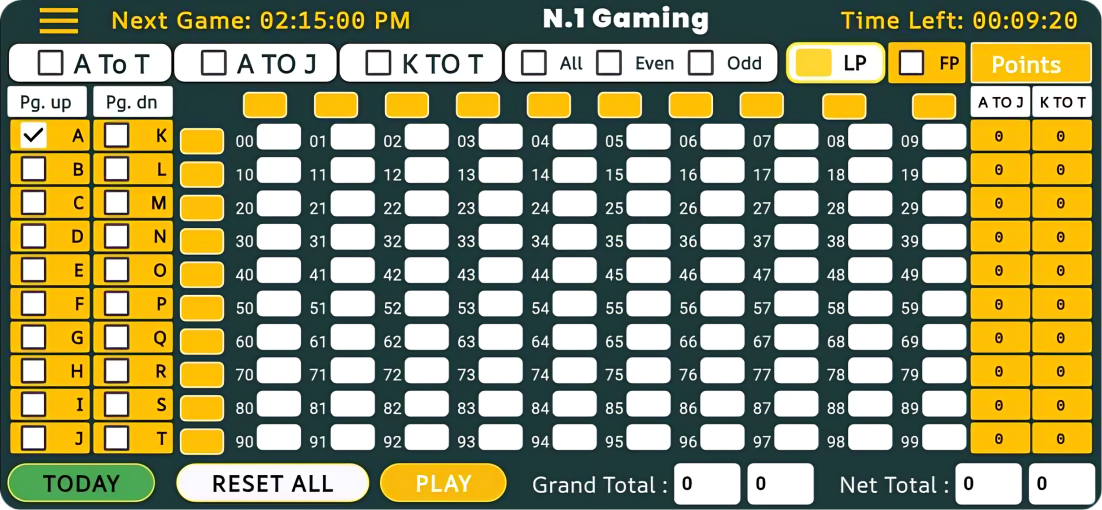 Next Game: 02:15:00 PM N.1 Gaming Time Left: 00:09:20
A To T A TO J K TO T All Even Odd LP FP Points
Pg. up Pg. dn A TO J K TO T
A K 00 01 02 03 04 05 06 07 08 09 0 0
B L 10 11 12 13 14 15 16 17 18 19 0 0
C M 20 21 22 23 24 25 26 27 28 29 0 0
D N 30 31 32 33 34 35 36 37 38 39 0 0
E O 40 41 42 43 44 45 46 47 48 49 0 0
F P 50 51 52 53 54 55 56 57 58 59 0 0
G Q 60 61 62 63 64 65 66 67 68 69 0 0
H R 70 71 72 73 74 75 76 77 78 79 0 0
I S 80 81 82 83 84 85 86 87 88 89 0 0
J T 90 91 92 93 94 95 96 97 98 99 0 0
TODAY RESET ALL PLAY Grand Total : 0 0 Net Total : 0 0